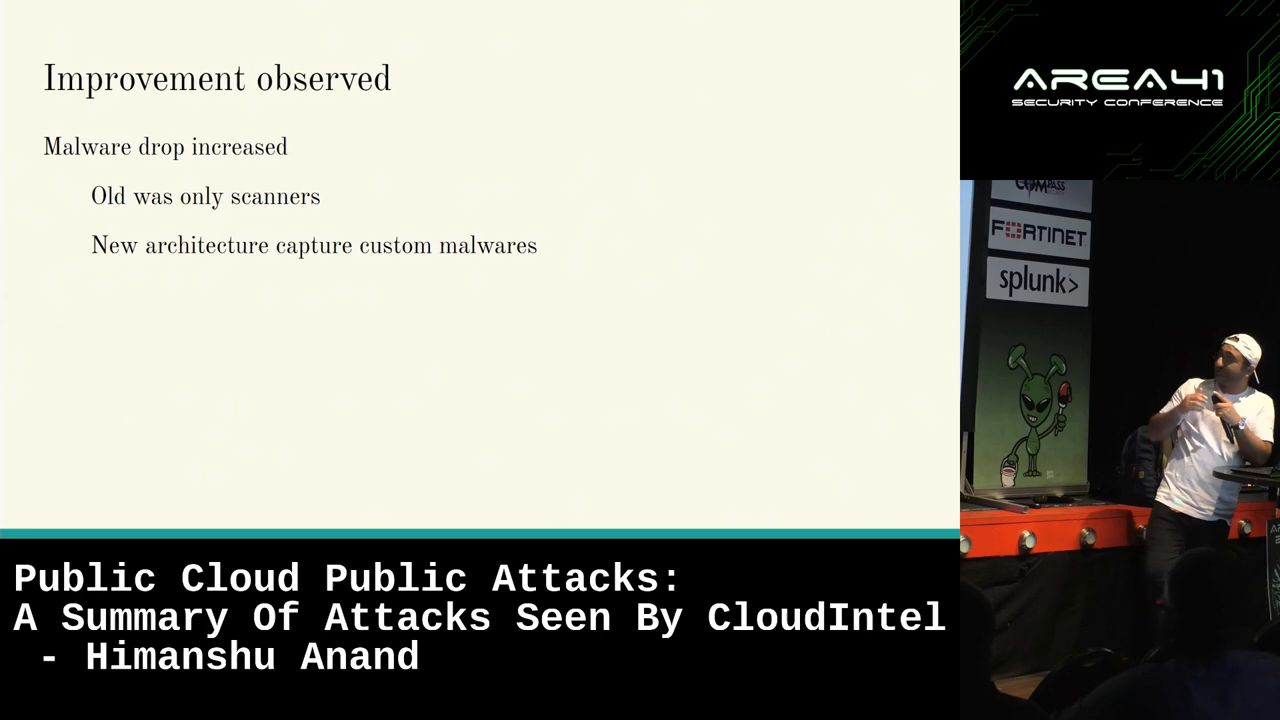 Improvement observed
Malware drop increased
Old was only scanners
New architecture capture custom malwares
Public Cloud Public Attacks:
A Summary Of Attacks Seen By CloudIntel
- Himanshu Anand
AREA41
SECURITY CONFERENCE
COMPASS
FORTINET
splunk>